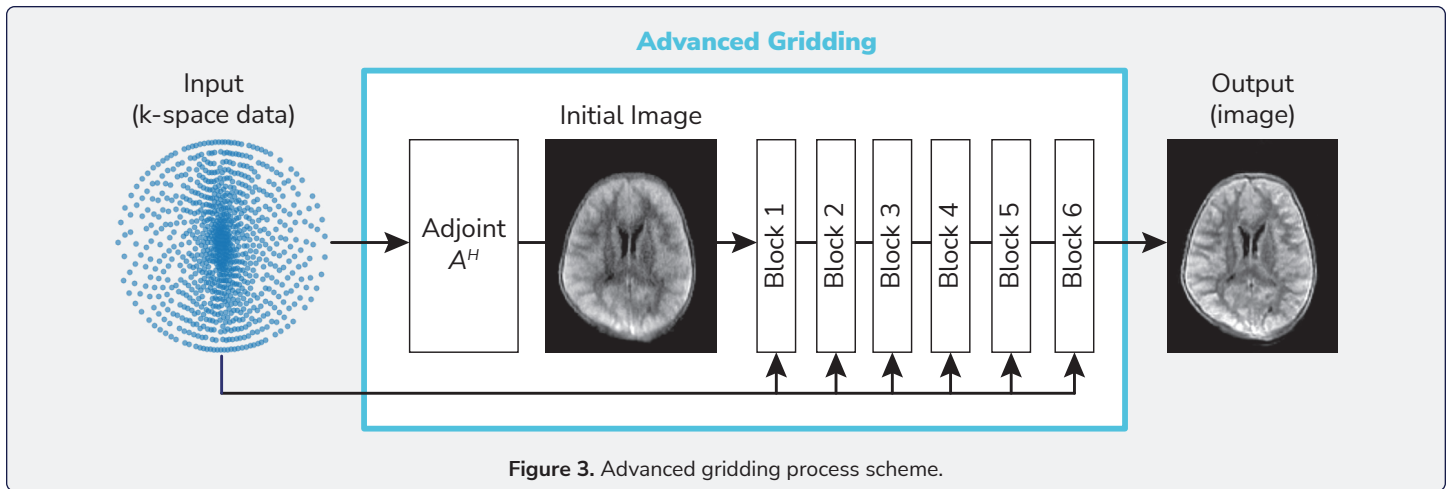 Advanced Gridding
Input
(k-space data)
Initial Image
Output
(image)
Adjoint
A^H
Block 1
Block 2
Block 3
Block 4
Block 5
Block 6
Figure 3. Advanced gridding process scheme.